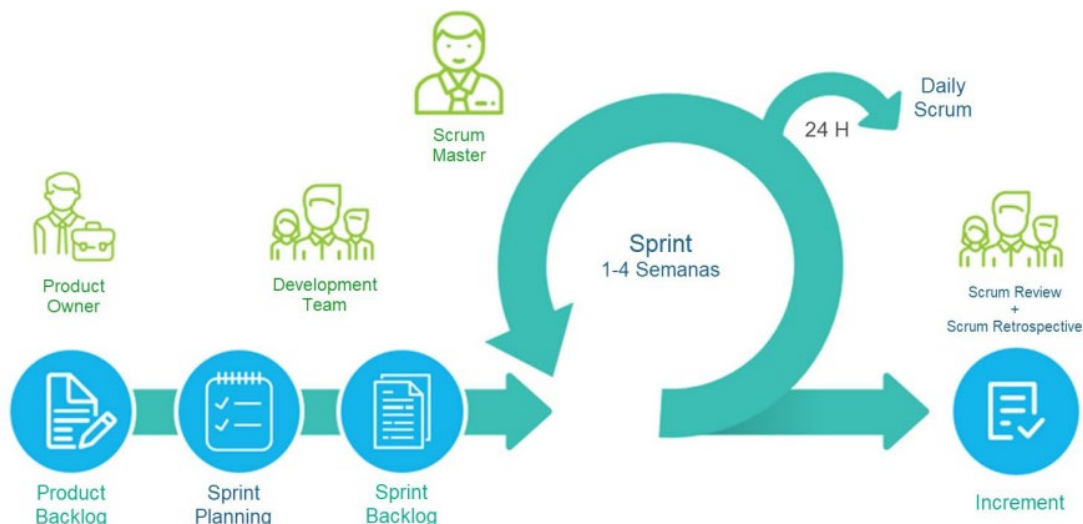 Scrum
Master
Daily
Scrum
24 H
Product
Owner
Development
Team
Sprint
1-4 Semanas
Scrum Review
+
Scrum Retrospective
Product
Backlog
Sprint
Planning
Sprint
Backlog
Increment